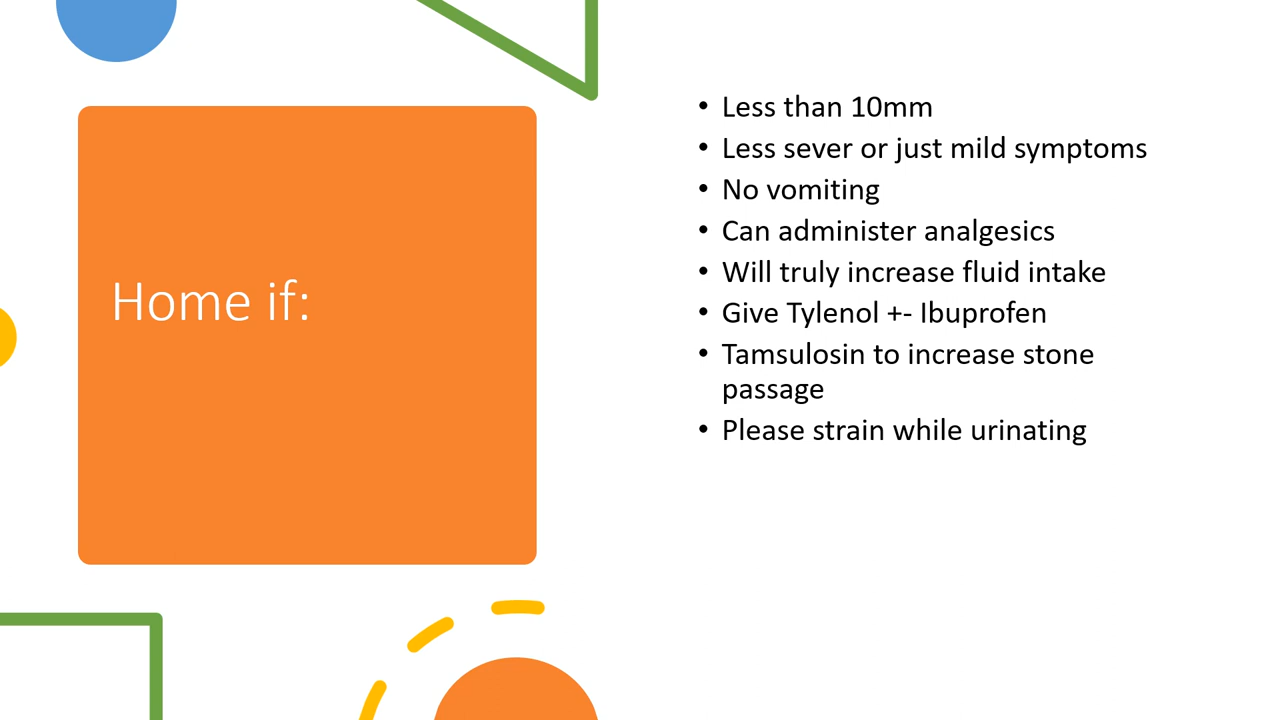 Home if:
• Less than 10mm
• Less sever or just mild symptoms
• No vomiting
• Can administer analgesics
• Will truly increase fluid intake
• Give Tylenol +- Ibuprofen
• Tamsulosin to increase stone
passage
• Please strain while urinating